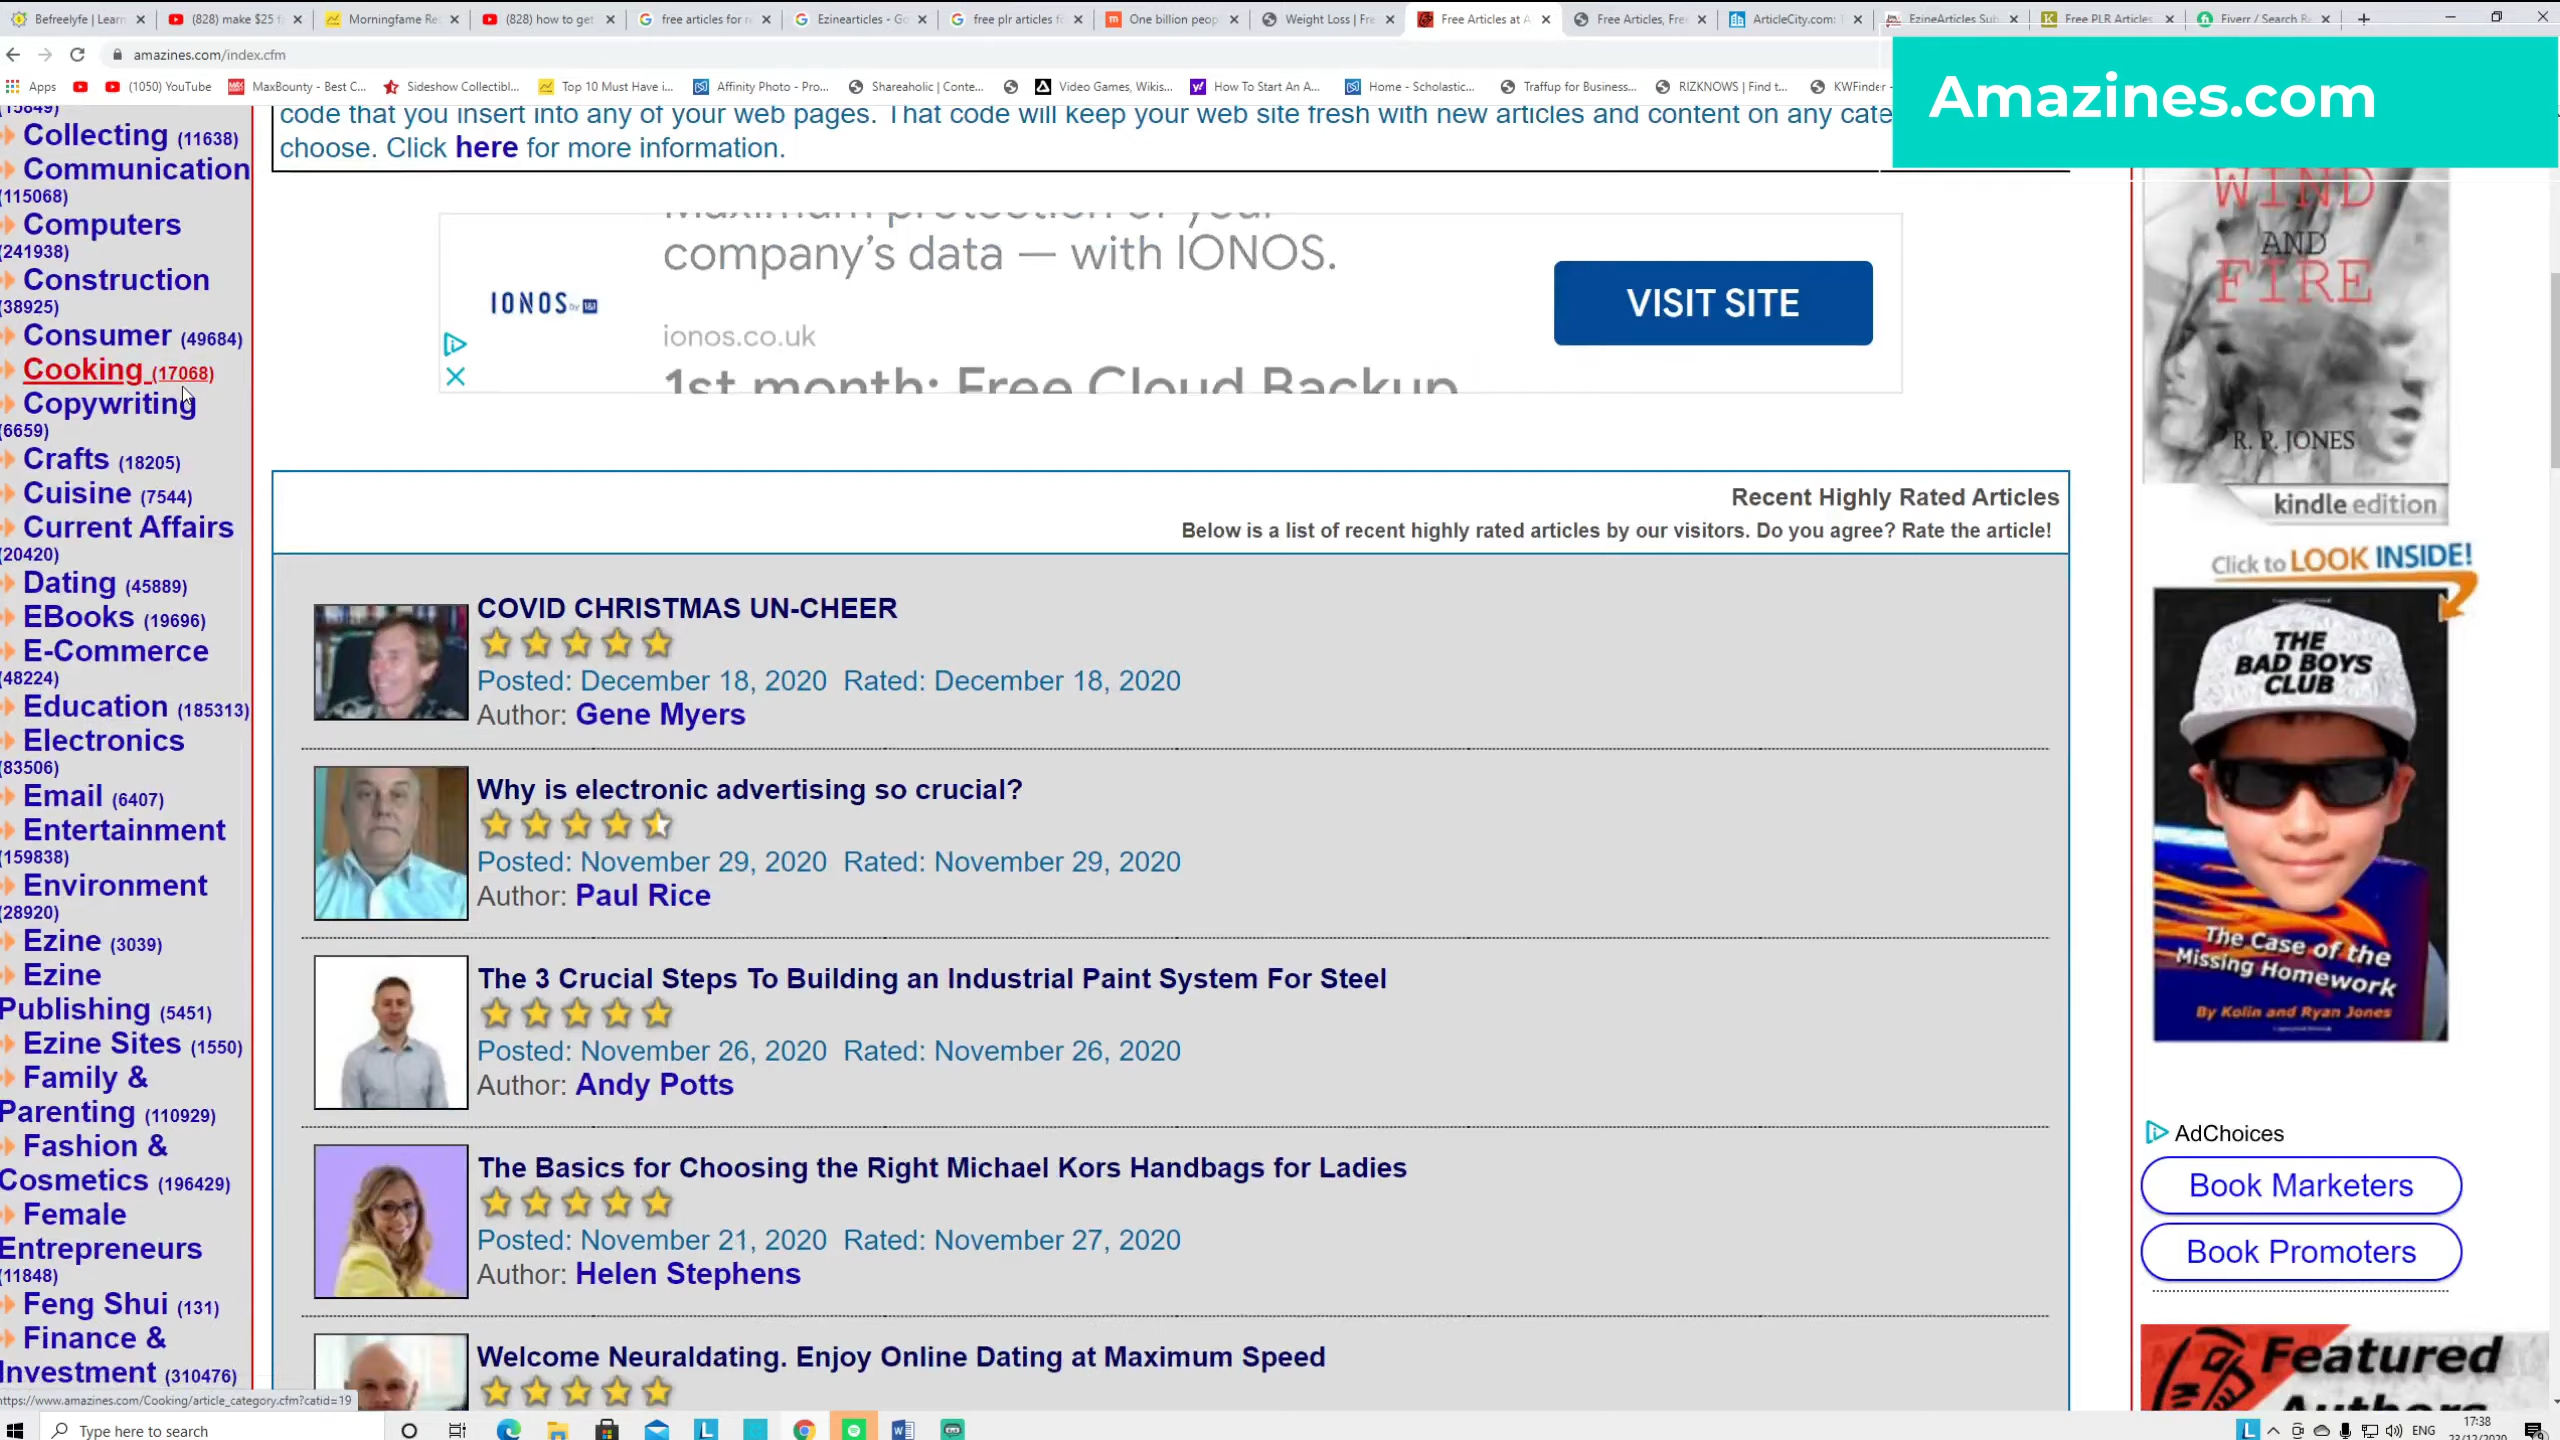 Befreelyfe | Learn
(828) make $25 f
Morningfame Re
(828) how to get
free articles for re
Ezinearticles - Go
free plr articles fo
One billion peop
Weight Loss | Fre
Free Articles at A
Free Articles, Fre
ArticleCity.com: T
EzineArticles Sub
Free PLR Articles
Fiverr / Search Re
amazines.com/index.cfm
Apps
(1050) YouTube
MaxBounty - Best C...
Sideshow Collectibl...
Top 10 Must Have i...
Affinity Photo - Pro...
Shareaholic | Conte...
Video Games, Wikis...
How To Start An A...
Home - Scholastic...
Traffup for Business...
RIZKNOWS | Find t...
KWFinder -
Amazines.com
(15849)
Collecting (11638)
Communication
(115068)
Computers
(241938)
Construction
(38925)
Consumer (49684)
Cooking (17068)
Copywriting
(6659)
Crafts (18205)
Cuisine (7544)
Current Affairs
(20420)
Dating (45889)
EBooks (19696)
E-Commerce
(48224)
Education (185313)
Electronics
(83506)
Email (6407)
Entertainment
(159838)
Environment
(28920)
Ezine (3039)
Ezine
Publishing (5451)
Ezine Sites (1550)
Family &
Parenting (110929)
Fashion &
Cosmetics (196429)
Female
Entrepreneurs
(11848)
Feng Shui (131)
Finance &
Investment (310476)
code that you insert into any of your web pages. That code will keep your web site fresh with new articles and content on any cate
choose. Click here for more information.
Maximum protection of your
company's data — with IONOS.
IONOS by 1&1
ionos.co.uk
1st month: Free Cloud Backup
VISIT SITE
Recent Highly Rated Articles
Below is a list of recent highly rated articles by our visitors. Do you agree? Rate the article!
COVID CHRISTMAS UN-CHEER
Posted: December 18, 2020 Rated: December 18, 2020
Author: Gene Myers
Why is electronic advertising so crucial?
Posted: November 29, 2020 Rated: November 29, 2020
Author: Paul Rice
The 3 Crucial Steps To Building an Industrial Paint System For Steel
Posted: November 26, 2020 Rated: November 26, 2020
Author: Andy Potts
The Basics for Choosing the Right Michael Kors Handbags for Ladies
Posted: November 21, 2020 Rated: November 27, 2020
Author: Helen Stephens
Welcome Neuraldating. Enjoy Online Dating at Maximum Speed
WIND
AND
FIRE
R. P. JONES
kindle edition
Click to LOOK INSIDE!
THE
BAD BOYS
CLUB
The Case of the
Missing Homework
By Kolin and Ryan Jones
AdChoices
Book Marketers
Book Promoters
Featured
Authors
https://www.amazines.com/Cooking/article_category.cfm?catid=19
Type here to search
ENG
17:38
23/12/2020